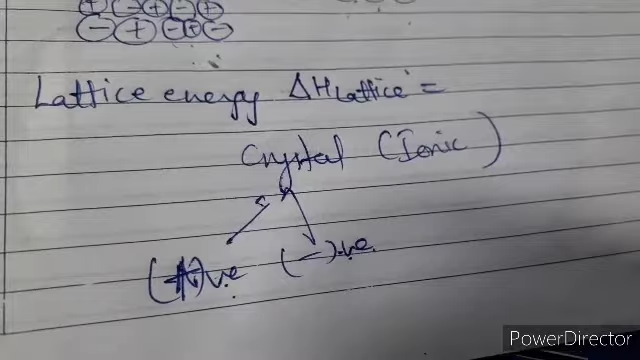 + - + - +
- + - + -
Lattice energy ΔHLattice =
Crystal (Ionic)
(+)ve (-)ve
PowerDirector